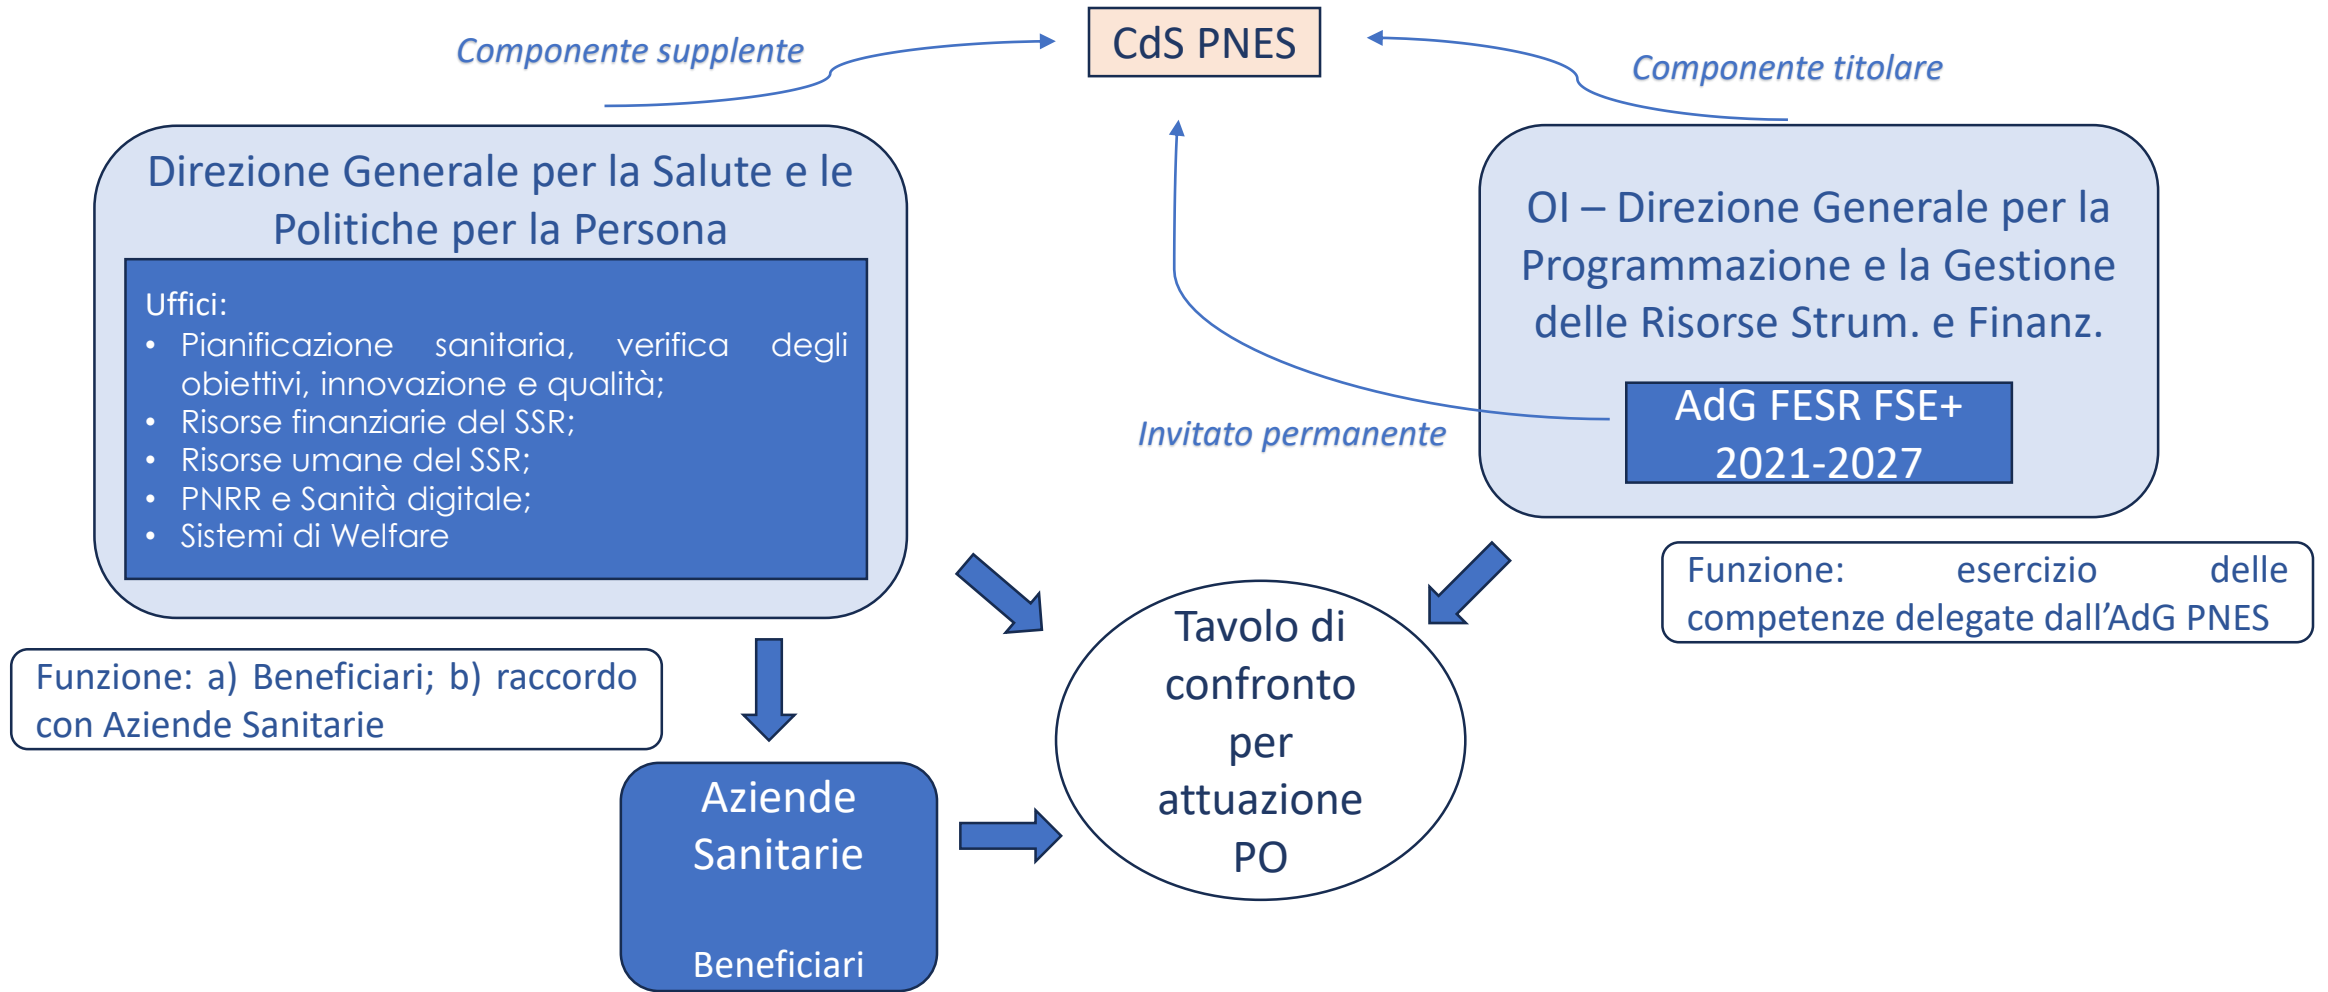 CdS PNES
Componente supplente
Componente titolare
Direzione Generale per la Salute e le
Politiche per la Persona
Uffici:
• Pianificazione sanitaria, verifica degli
obiettivi, innovazione e qualità;
• Risorse finanziarie del SSR;
• Risorse umane del SSR;
• PNRR e Sanità digitale;
• Sistemi di Welfare
OI – Direzione Generale per la
Programmazione e la Gestione
delle Risorse Strum. e Finanz.
AdG FESR FSE+
2021-2027
Invitato permanente
Funzione: esercizio delle
competenze delegate dall’AdG PNES
Funzione: a) Beneficiari; b) raccordo
con Aziende Sanitarie
Tavolo di
confronto
per
attuazione
PO
Aziende
Sanitarie
Beneficiari